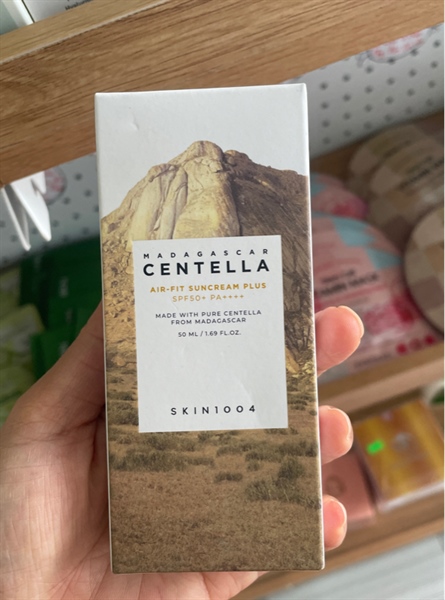 MADAGASCAR
CENTELLA
AIR-FIT SUNCREAM PLUS
SPF50+ PA++++
MADE WITH PURE CENTELLA
FROM MADAGASCAR
50 ML / 1.69 FL.OZ.
SKIN1004